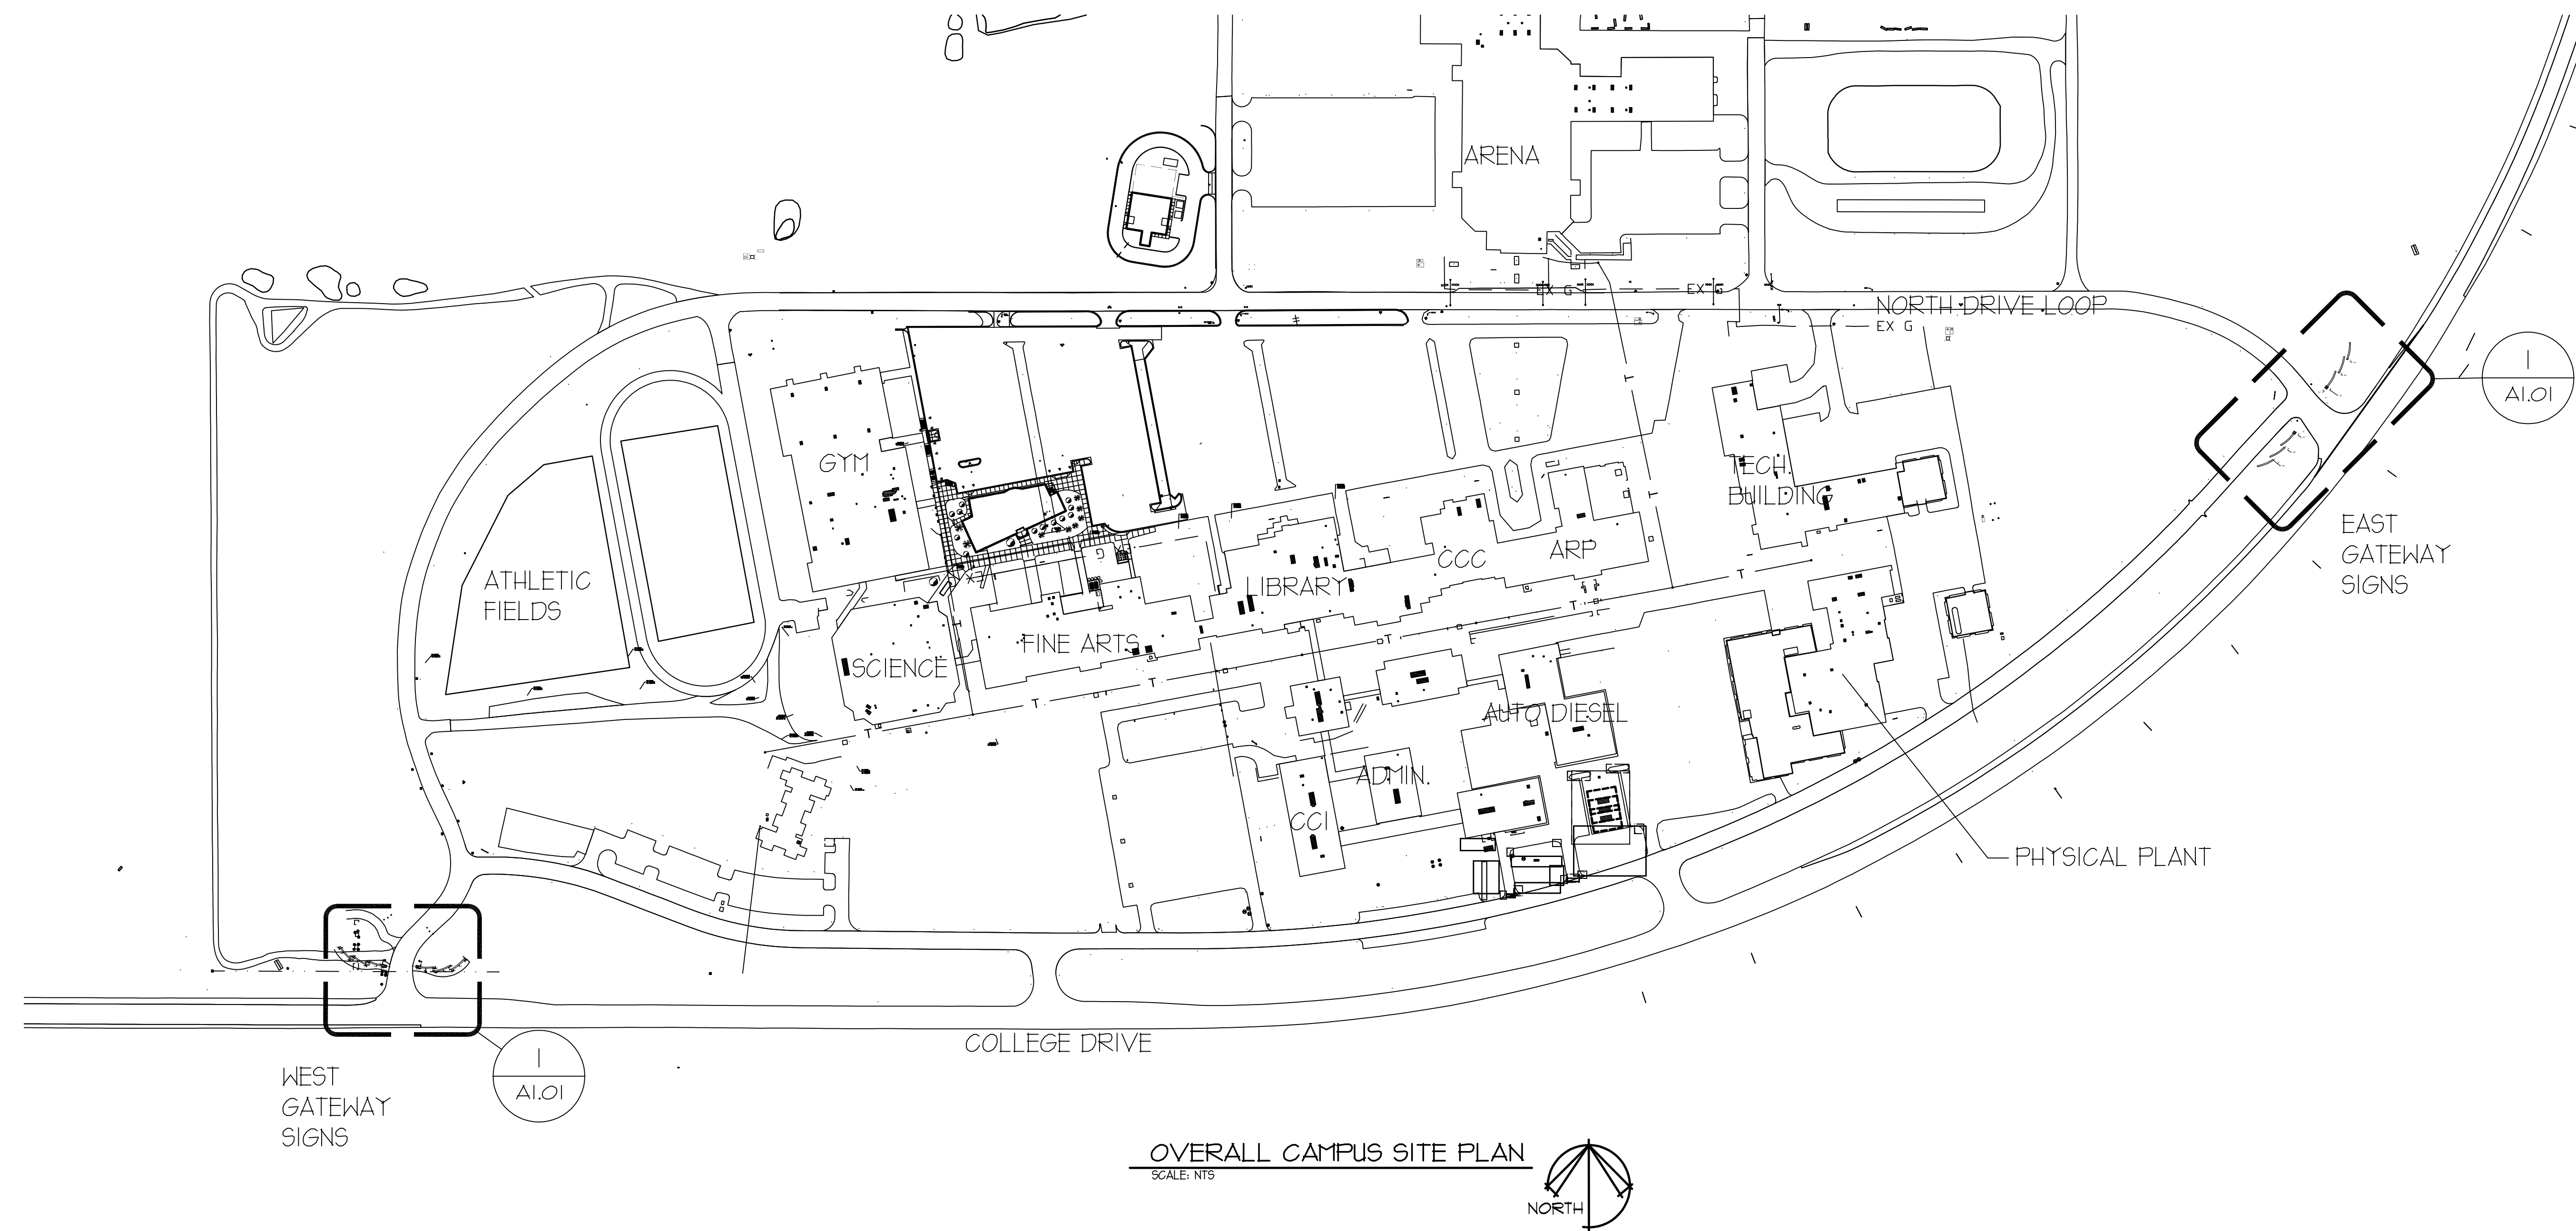 ARENA
EX G
EX G
NORTH DRIVE LOOP
EX G
1
A1.01
T
GYM
TECH.
BUILDING
T
EAST
GATEWAY
SIGNS
CCC
ARP
LIBRARY
ATHLETIC
FIELDS
T
T
T
FINE ARTS
T
E
SCIENCE
T
T
T
AUTO DIESEL
ADMIN.
CCI
PHYSICAL PLANT
COLLEGE DRIVE
1
A1.01
WEST
GATEWAY
SIGNS
OVERALL CAMPUS SITE PLAN
SCALE: NTS
NORTH